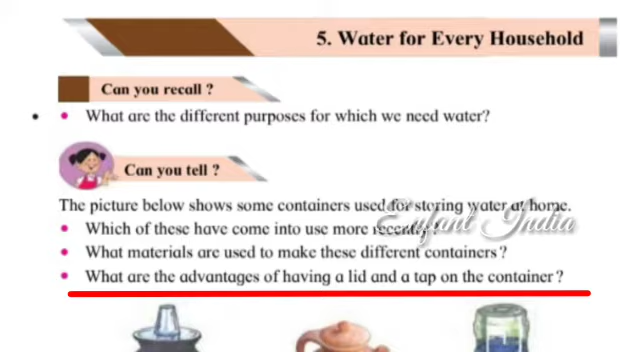 5. Water for Every Household
Can you recall ?
• • What are the different purposes for which we need water?
Can you tell ?
The picture below shows some containers used for storing water at home.
Enfant India
• Which of these have come into use more recently?
• What materials are used to make these different containers?
• What are the advantages of having a lid and a tap on the container?